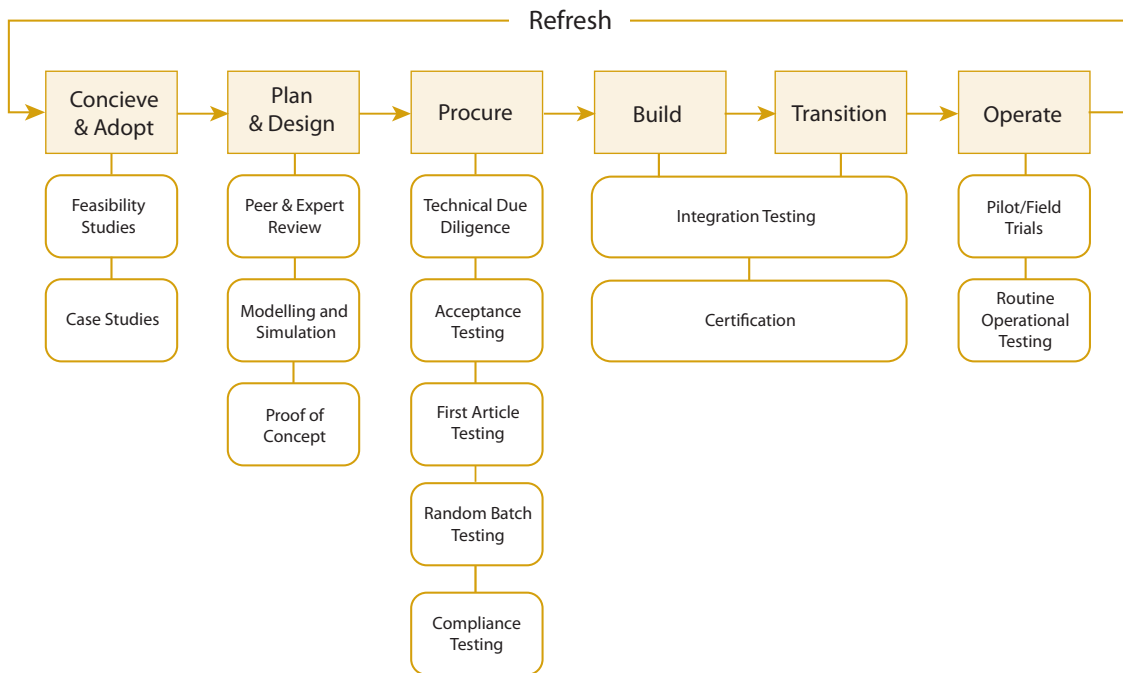 Refresh
Concieve
& Adopt
Plan
& Design
Procure
Build
Transition
Operate
Feasibility
Studies
Peer & Expert
Review
Technical Due
Diligence
Integration Testing
Pilot/Field
Trials
Case Studies
Modelling and
Simulation
Acceptance
Testing
Certification
Routine
Operational
Testing
Proof of
Concept
First Article
Testing
Random Batch
Testing
Compliance
Testing